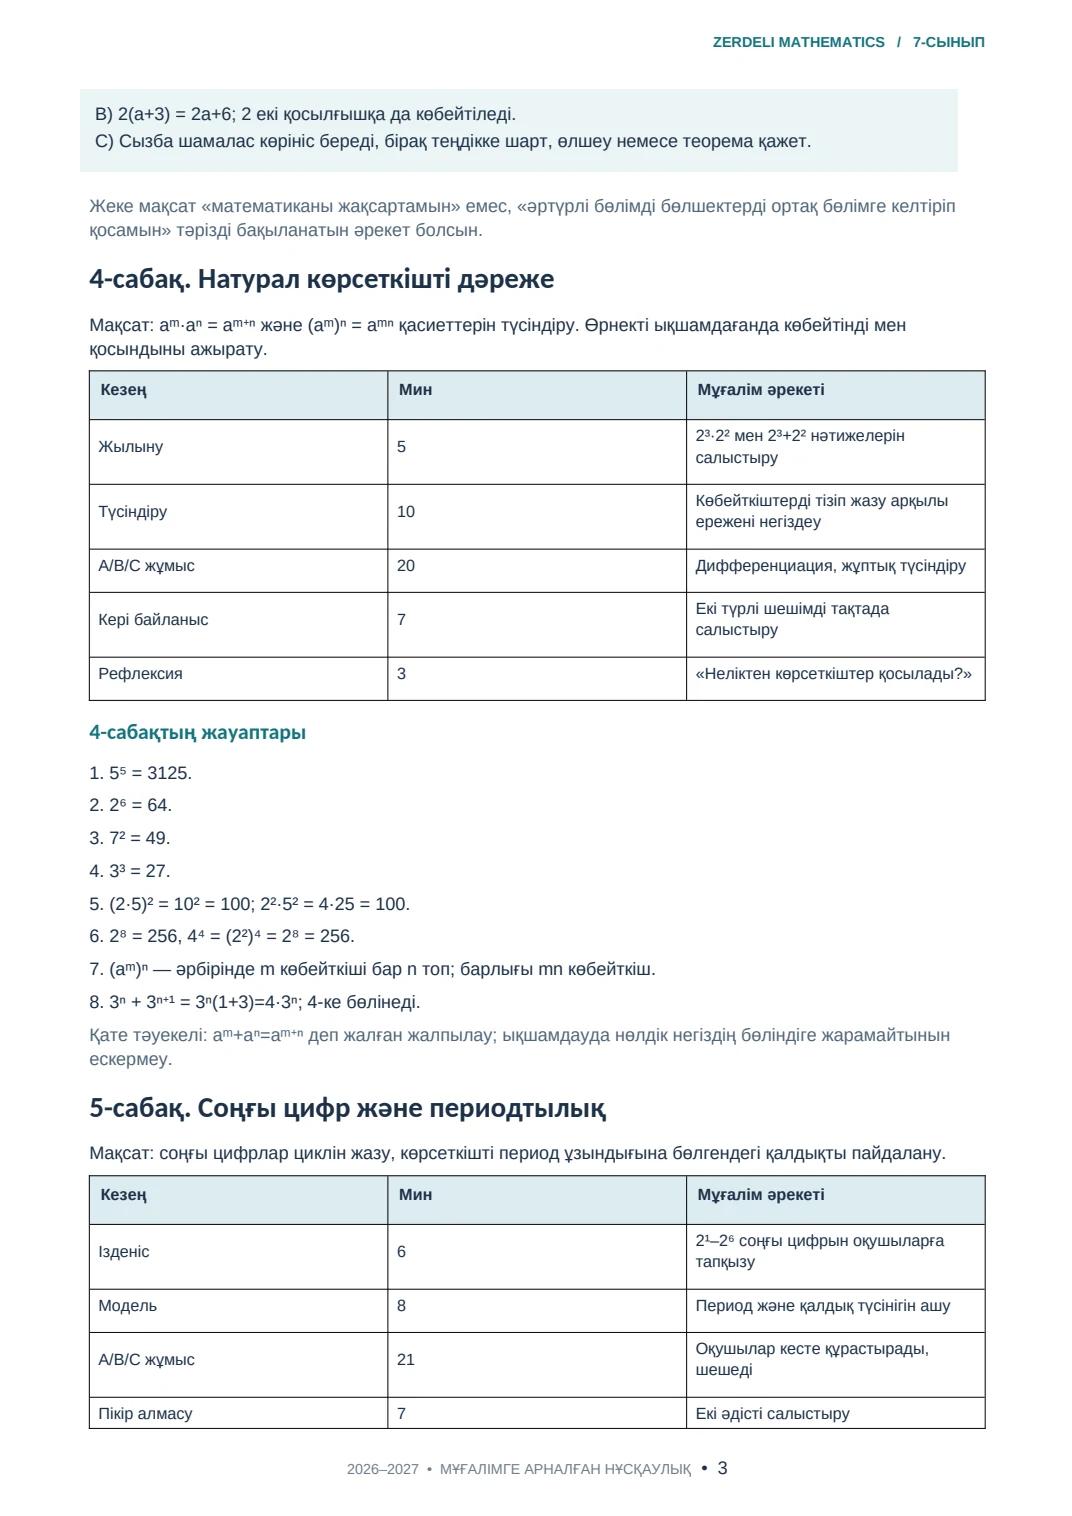 ZERDELI MATHEMATICS / 7-СЫНЫП
B) 2(a+3) = 2a+6; 2 екі қосылғышқа да көбейтіледі.
C) Сызба шамалас көрініс береді, бірақ теңдікке шарт, өлшеу немесе теорема қажет.
Жеке мақсат «математиканы жақсартамын» емес, «әртүрлі бөлімді бөлшектерді ортақ бөлімге келтіріп
қосамын» тәрізді бақыланатын әрекет болсын.
4-сабақ. Натурал көрсеткішті дәреже
Мақсат: aᵐ·aⁿ = aᵐ⁺ⁿ және (aᵐ)ⁿ = aᵐⁿ қасиеттерін түсіндіру. Өрнекті ықшамдағанда көбейтінді мен
қосындыны ажырату.
Кезең Мин Мұғалім әрекеті
Жылыну 5 2³·2² мен 2³+2² нәтижелерін
салыстыру
Түсіндіру 10 Көбейткіштерді тізіп жазу арқылы
ережені негіздеу
A/B/C жұмыс 20 Дифференциация, жұптық түсіндіру
Кері байланыс 7 Екі түрлі шешімді тақтада
салыстыру
Рефлексия 3 «Неліктен көрсеткіштер қосылады?»
4-сабақтың жауаптары
1. 5⁵ = 3125.
2. 2⁶ = 64.
3. 7² = 49.
4. 3³ = 27.
5. (2·5)² = 10² = 100; 2²·5² = 4·25 = 100.
6. 2⁸ = 256, 4⁴ = (2²)⁴ = 2⁸ = 256.
7. (aᵐ)ⁿ — әрбірінде m көбейткіші бар n топ; барлығы mn көбейткіш.
8. 3ⁿ + 3ⁿ⁺¹ = 3ⁿ(1+3)=4·3ⁿ; 4-ке бөлінеді.
Қате тәуекелі: aᵐ+aⁿ=aᵐ⁺ⁿ деп жалған жалпылау; ықшамдауда нөлдік негіздің бөліндіге жарамайтынын
ескермеу.
5-сабақ. Соңғы цифр және периодтылық
Мақсат: соңғы цифрлар циклін жазу, көрсеткішті период ұзындығына бөлгендегі қалдықты пайдалану.
Кезең Мин Мұғалім әрекеті
Ізденіс 6 2¹–2⁶ соңғы цифрын оқушыларға
тапқызу
Модель 8 Период және қалдық түсінігін ашу
A/B/C жұмыс 21 Оқушылар кесте құрастырады,
шешеді
Пікір алмасу 7 Екі әдісті салыстыру
2026–2027 • МҰҒАЛІМГЕ АРНАЛҒАН НҰСҚАУЛЫҚ • 3